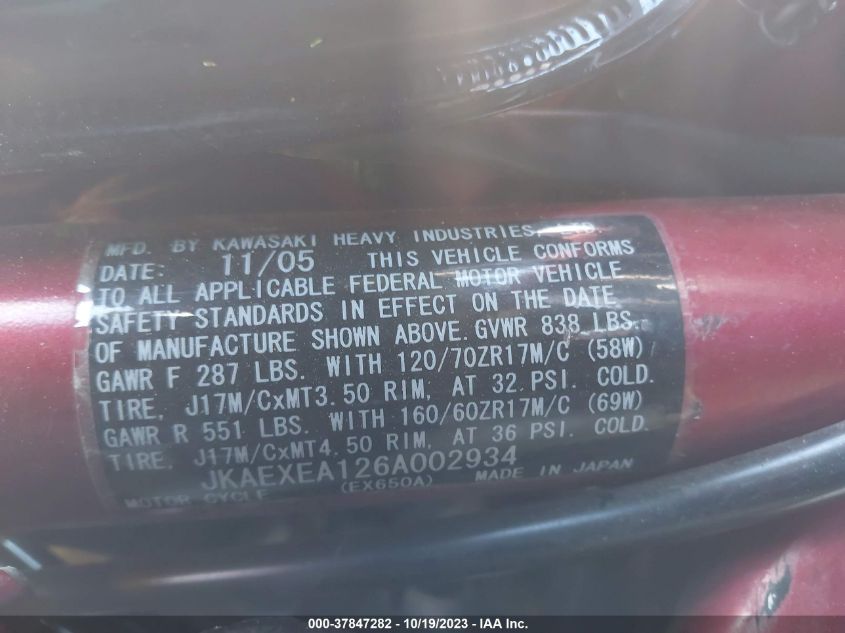 MFD. BY KAWASAKI HEAVY INDUSTRIES, LTD.
DATE: 11/05 THIS VEHICLE CONFORMS
TO ALL APPLICABLE FEDERAL MOTOR VEHICLE
SAFETY STANDARDS IN EFFECT ON THE DATE
OF MANUFACTURE SHOWN ABOVE. GVWR 838 LBS.
GAWR F 287 LBS. WITH 120/70ZR17M/C (58W)
TIRE, J17M/CxMT3.50 RIM, AT 32 PSI. COLD.
GAWR R 551 LBS. WITH 160/60ZR17M/C (69W)
TIRE, J17M/CxMT4.50 RIM, AT 36 PSI. COLD.
JKAEXEA126A002934
MOTOR CYCLE (EX650A) MADE IN JAPAN
000-37847282 - 10/19/2023 - IAA Inc.